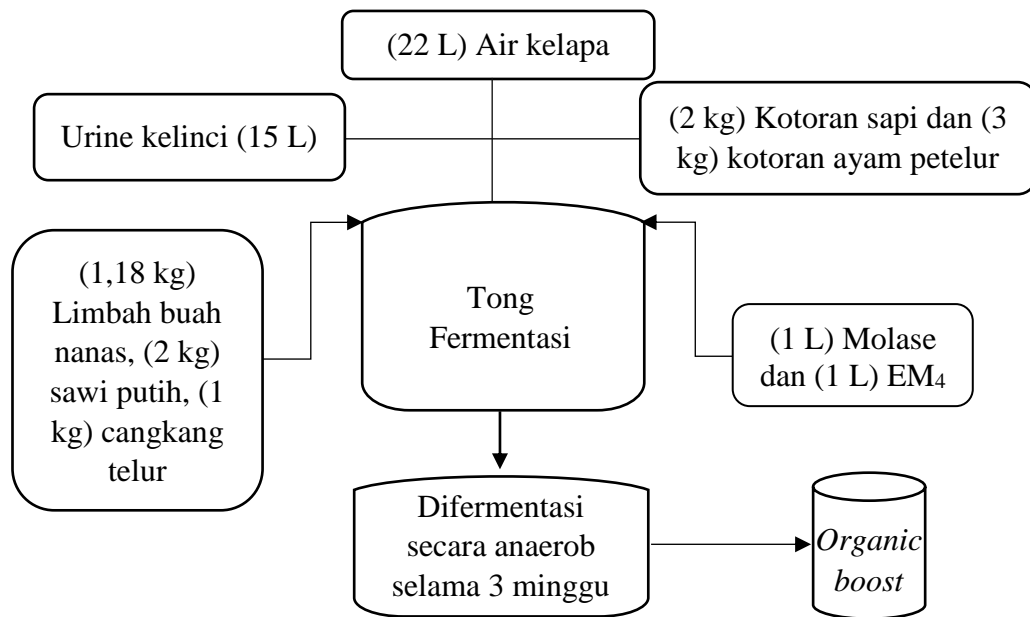 (22 L) Air kelapa
Urine kelinci (15 L)
(2 kg) Kotoran sapi dan (3
kg) kotoran ayam petelur
(1,18 kg)
Limbah buah
nanas, (2 kg)
sawi putih, (1
kg) cangkang
telur
Tong
Fermentasi
(1 L) Molase
dan (1 L) EM₄
Difermentasi
secara anaerob
selama 3 minggu
Organic
boost